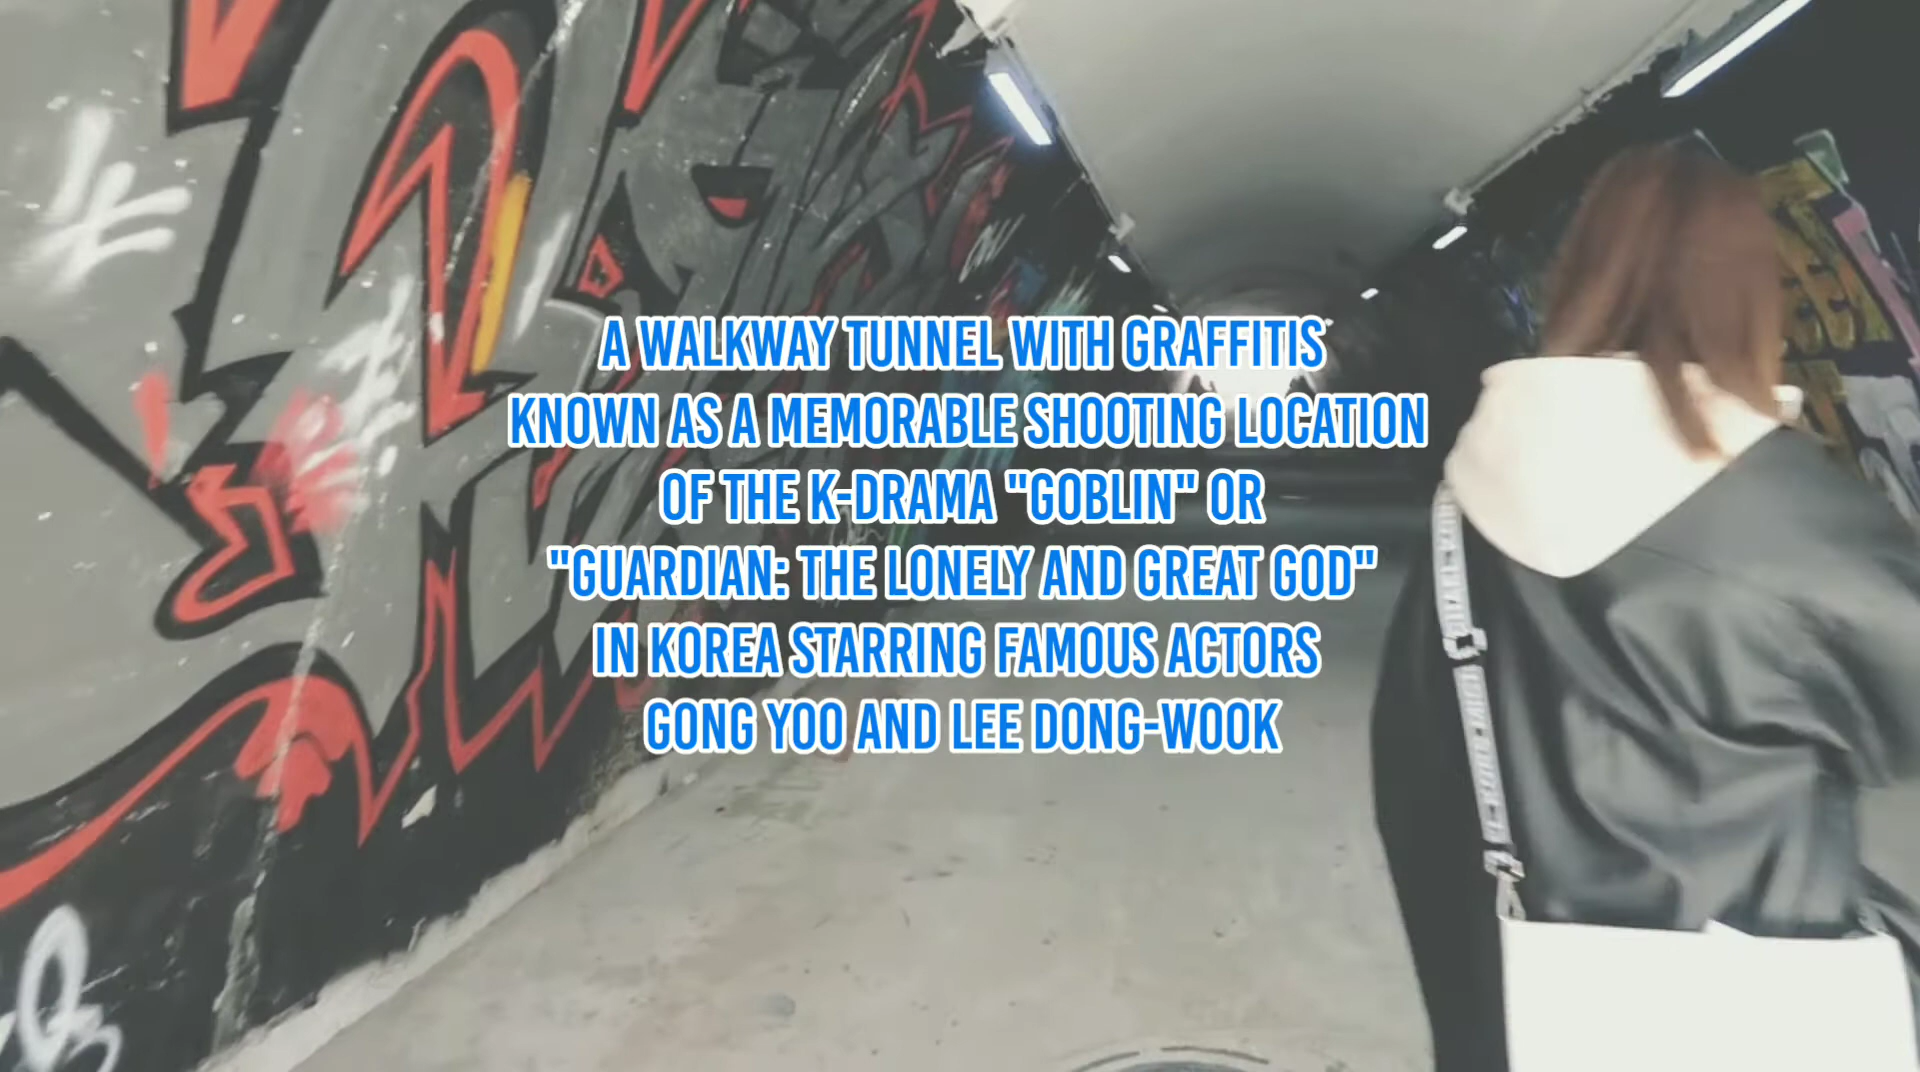 A WALKWAY TUNNEL WITH GRAFFITIS
KNOWN AS A MEMORABLE SHOOTING LOCATION
OF THE K-DRAMA "GOBLIN" OR
"GUARDIAN: THE LONELY AND GREAT GOD"
IN KOREA STARRING FAMOUS ACTORS
GONG YOO AND LEE DONG-WOOK